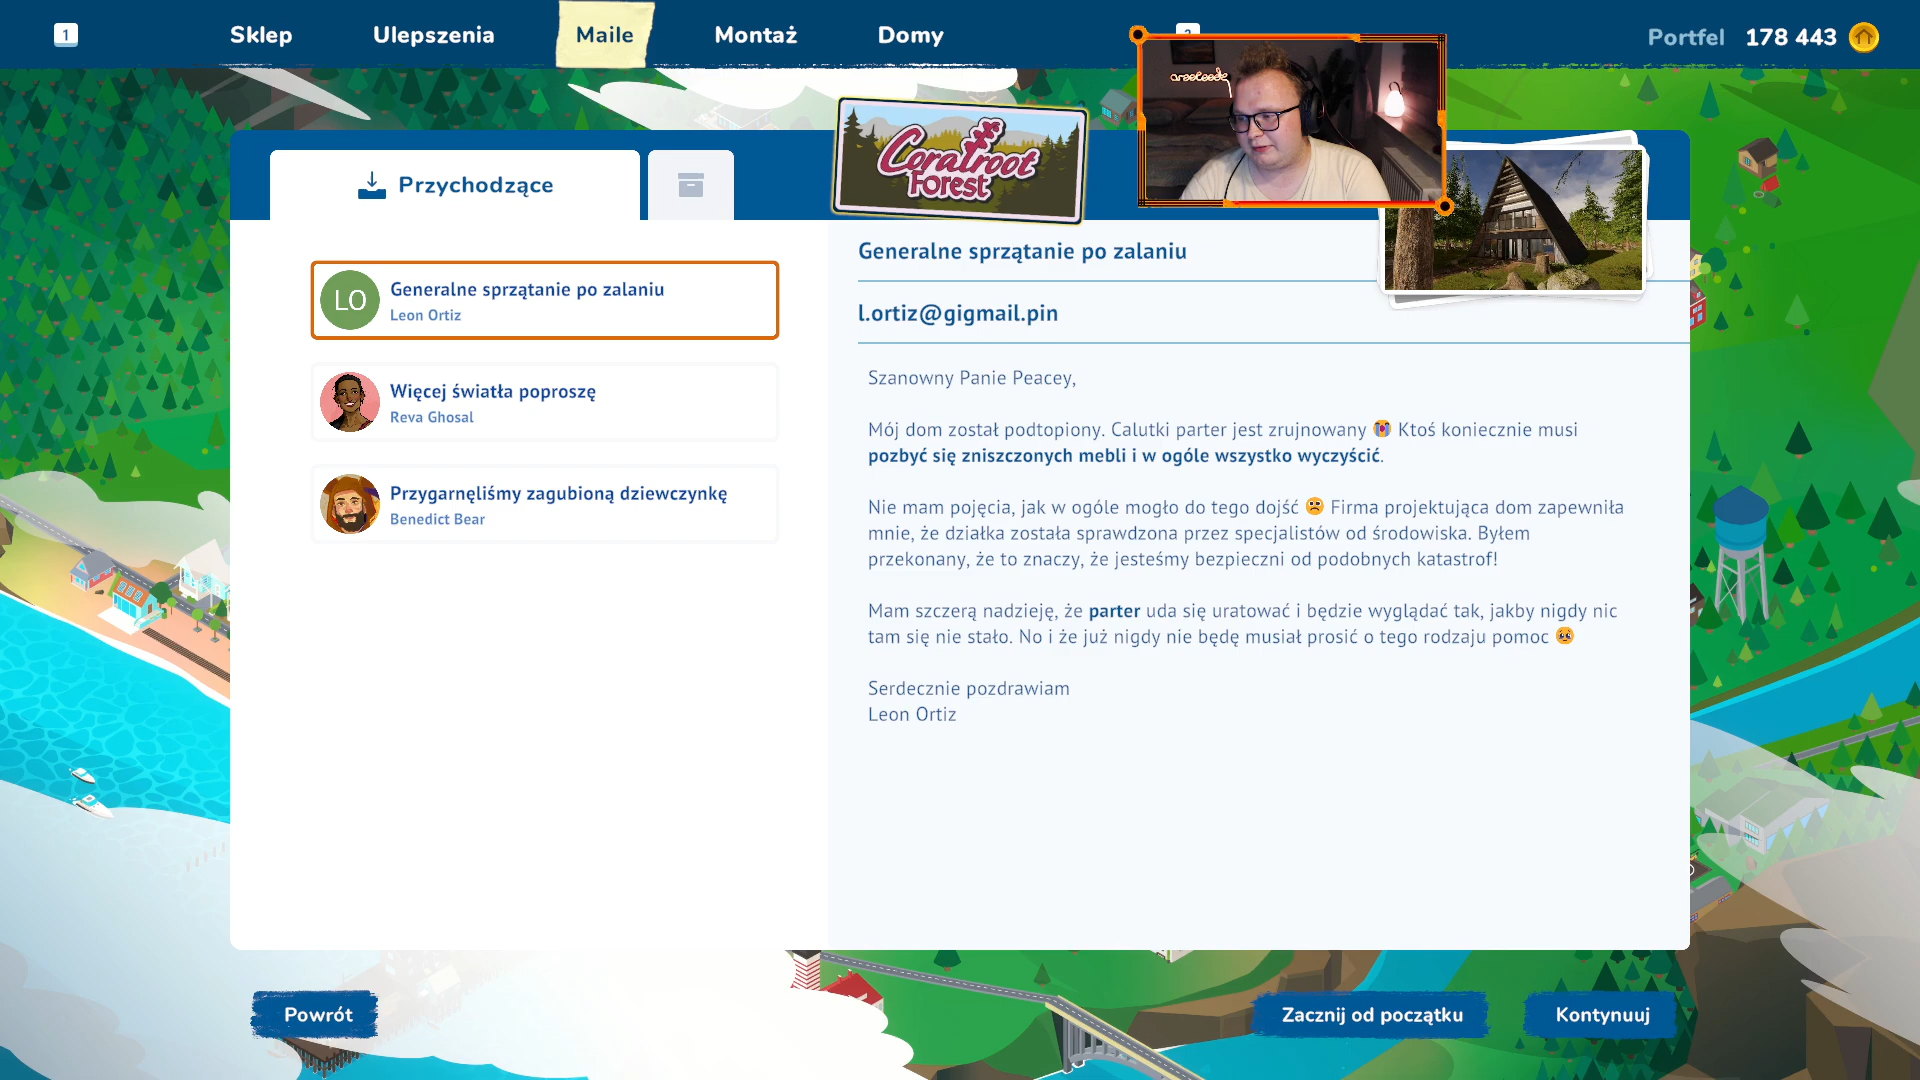 1
Sklep
Ulepszenia
Maile
Montaż
Domy
Portfel
178 443
Przychodzące
Coralroot
Forest
Generalne sprzątanie po zalaniu
LO
Leon Ortiz
Więcej światła poproszę
Reva Ghosal
Przygarnęliśmy zagubioną dziewczynkę
Benedict Bear
Generalne sprzątanie po zalaniu
l.ortiz@gigmail.pin
Szanowny Panie Peacey,
Mój dom został podtopiony. Calutki parter jest zrujnowany 😭 Ktoś koniecznie musi
pozbyć się zniszczonych mebli i w ogóle wszystko wyczyścić.
Nie mam pojęcia, jak w ogóle mogło do tego dojść 🙁 Firma projektująca dom zapewniła
mnie, że działka została sprawdzona przez specjalistów od środowiska. Byłem
przekonany, że to znaczy, że jesteśmy bezpieczni od podobnych katastrof!
Mam szczerą nadzieję, że parter uda się uratować i będzie wyglądać tak, jakby nigdy nic
tam się nie stało. No i że już nigdy nie będę musiał prosić o tego rodzaju pomoc 🥺
Serdecznie pozdrawiam
Leon Ortiz
Powrót
Zacznij od początku
Kontynuuj